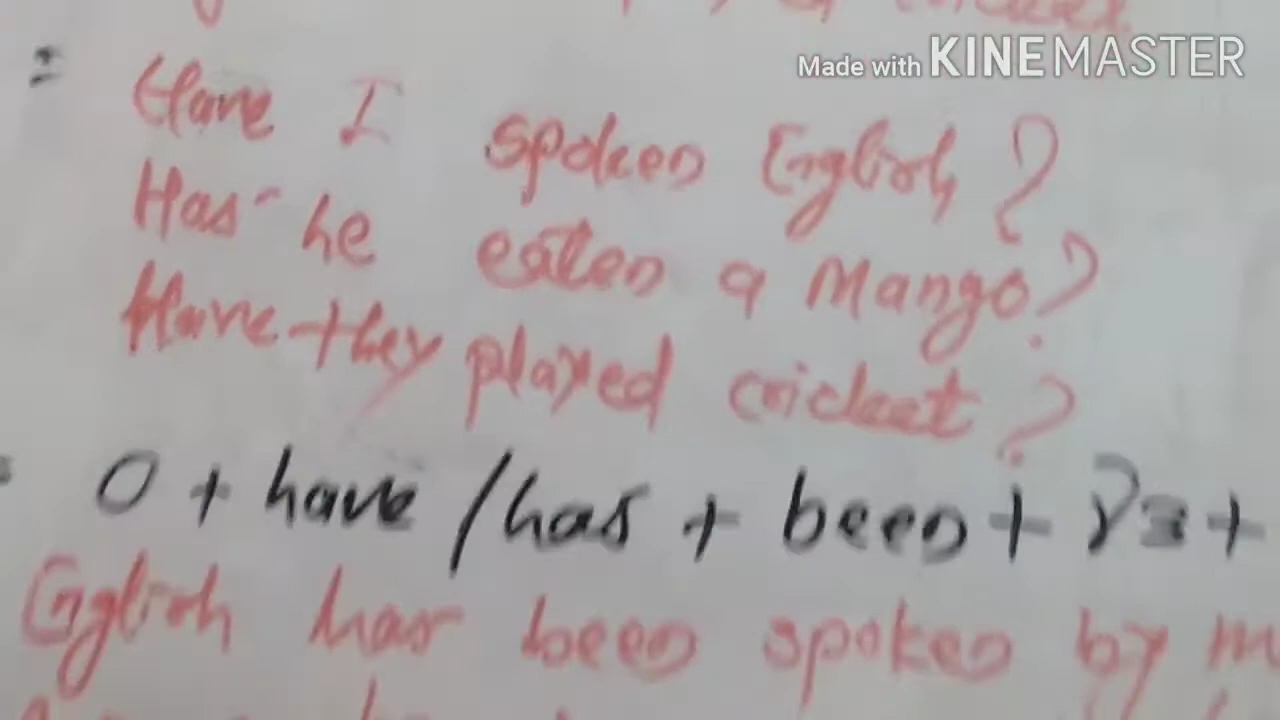 Made with KINEMASTER
= Have I spoken English?
Has he eaten a Mango?
Have they played cricket?
O + have / has + been + V3 +
English has been spoken by m